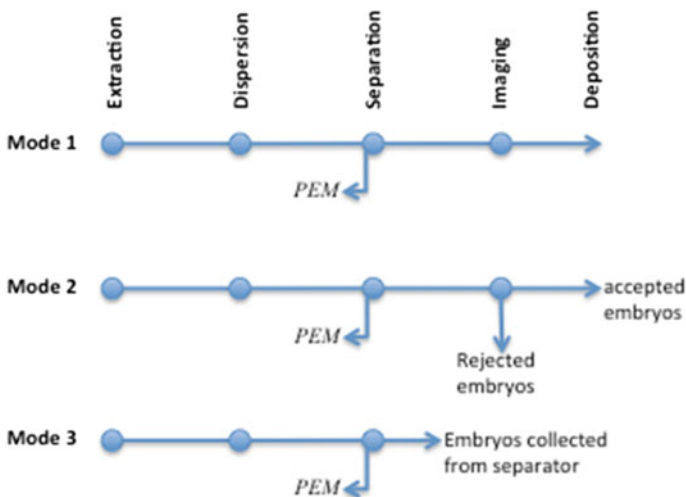 Extraction
Dispersion
Separation
Imaging
Deposition
Mode 1
PEM
Mode 2
accepted
embryos
PEM
Rejected
embryos
Mode 3
Embryos collected
from separator
PEM